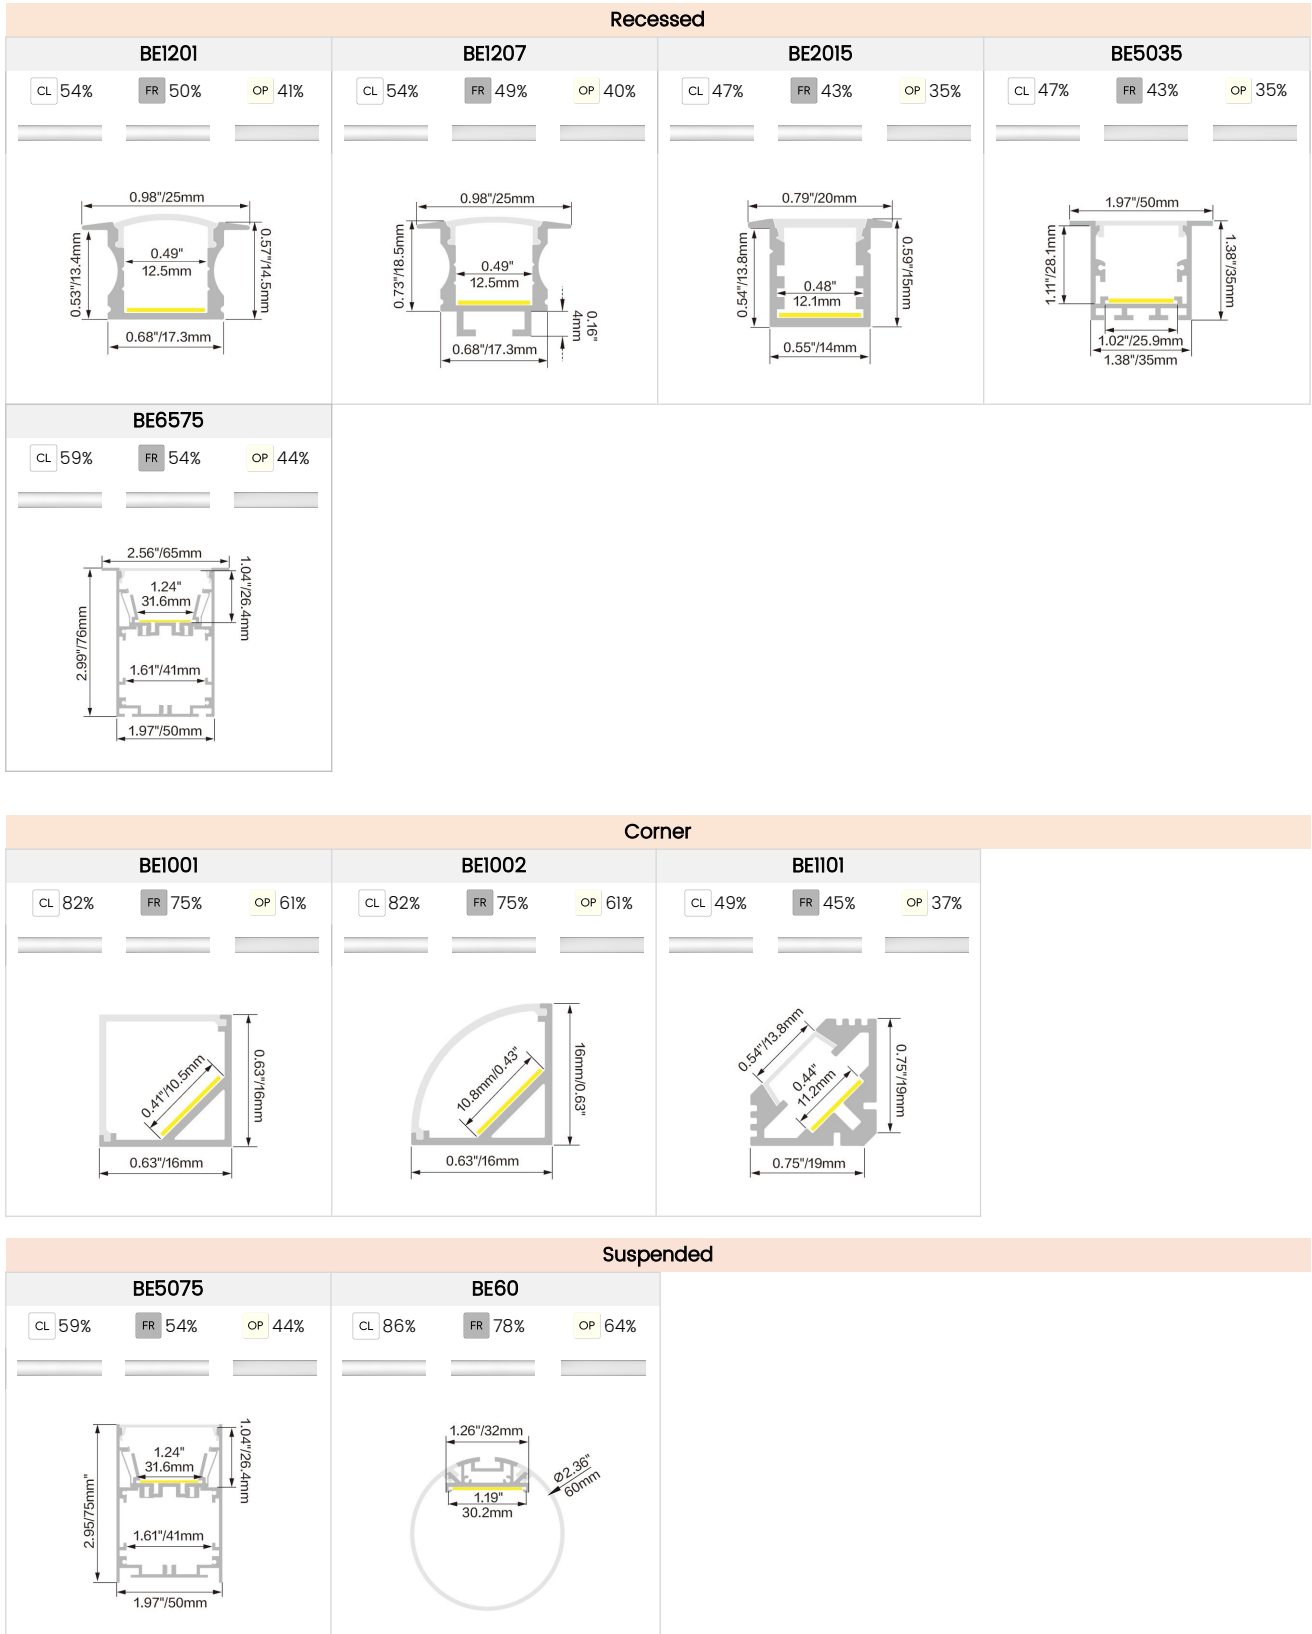 Recessed
BE1201
CL 54% FR 50% OP 41%
0.98"/25mm
0.53"/13.4mm
0.49"
12.5mm
0.57"/14.5mm
0.68"/17.3mm
BE1207
CL 54% FR 49% OP 40%
0.98"/25mm
0.73"/18.5mm
0.49"
12.5mm
0.16"
4mm
0.68"/17.3mm
BE2015
CL 47% FR 43% OP 35%
0.79"/20mm
0.54"/13.8mm
0.48"
12.1mm
0.59"/15mm
0.55"/14mm
BE5035
CL 47% FR 43% OP 35%
1.97"/50mm
1.11"/28.1mm
1.38"/35mm
1.02"/25.9mm
1.38"/35mm
BE6575
CL 59% FR 54% OP 44%
2.56"/65mm
1.04"/26.4mm
1.24"
31.6mm
2.99"/76mm
1.61"/41mm
1.97"/50mm
Corner
BE1001
CL 82% FR 75% OP 61%
0.41"/10.5mm
0.63"/16mm
0.63"/16mm
BE1002
CL 82% FR 75% OP 61%
10.8mm/0.43"
16mm/0.63"
0.63"/16mm
BE1101
CL 49% FR 45% OP 37%
0.54"/13.8mm
0.44"
11.2mm
0.75"/19mm
0.75"/19mm
Suspended
BE5075
CL 59% FR 54% OP 44%
1.04"/26.4mm
1.24"
31.6mm
2.95/75mm"
1.61"/41mm
1.97"/50mm
BE60
CL 86% FR 78% OP 64%
1.26"/32mm
Ø2.36"
60mm
1.19"
30.2mm